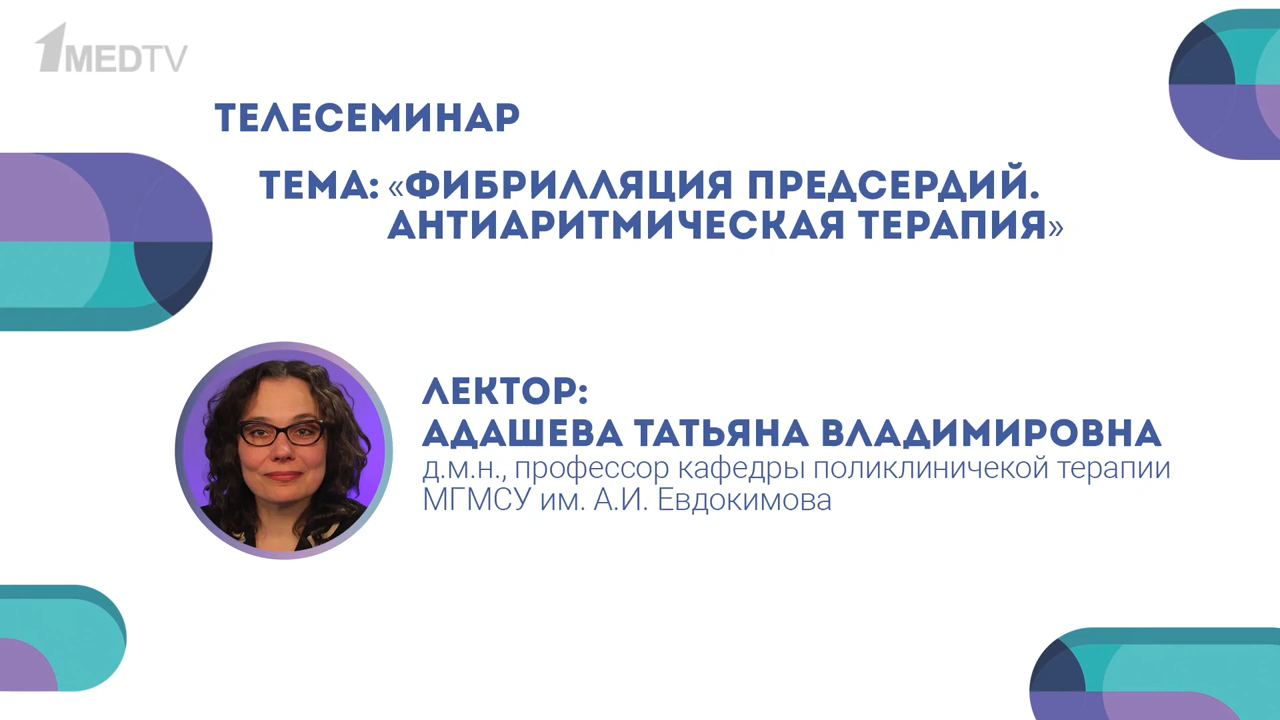 1MEDTV
ТЕЛЕСЕМИНАР
ТЕМА: «ФИБРИЛЛЯЦИЯ ПРЕДСЕРДИЙ.
АНТИАРИТМИЧЕСКАЯ ТЕРАПИЯ»
ЛЕКТОР:
АДАШЕВА ТАТЬЯНА ВЛАДИМИРОВНА
д.м.н., профессор кафедры поликлиничекой терапии
МГМСУ им. А.И. Евдокимова